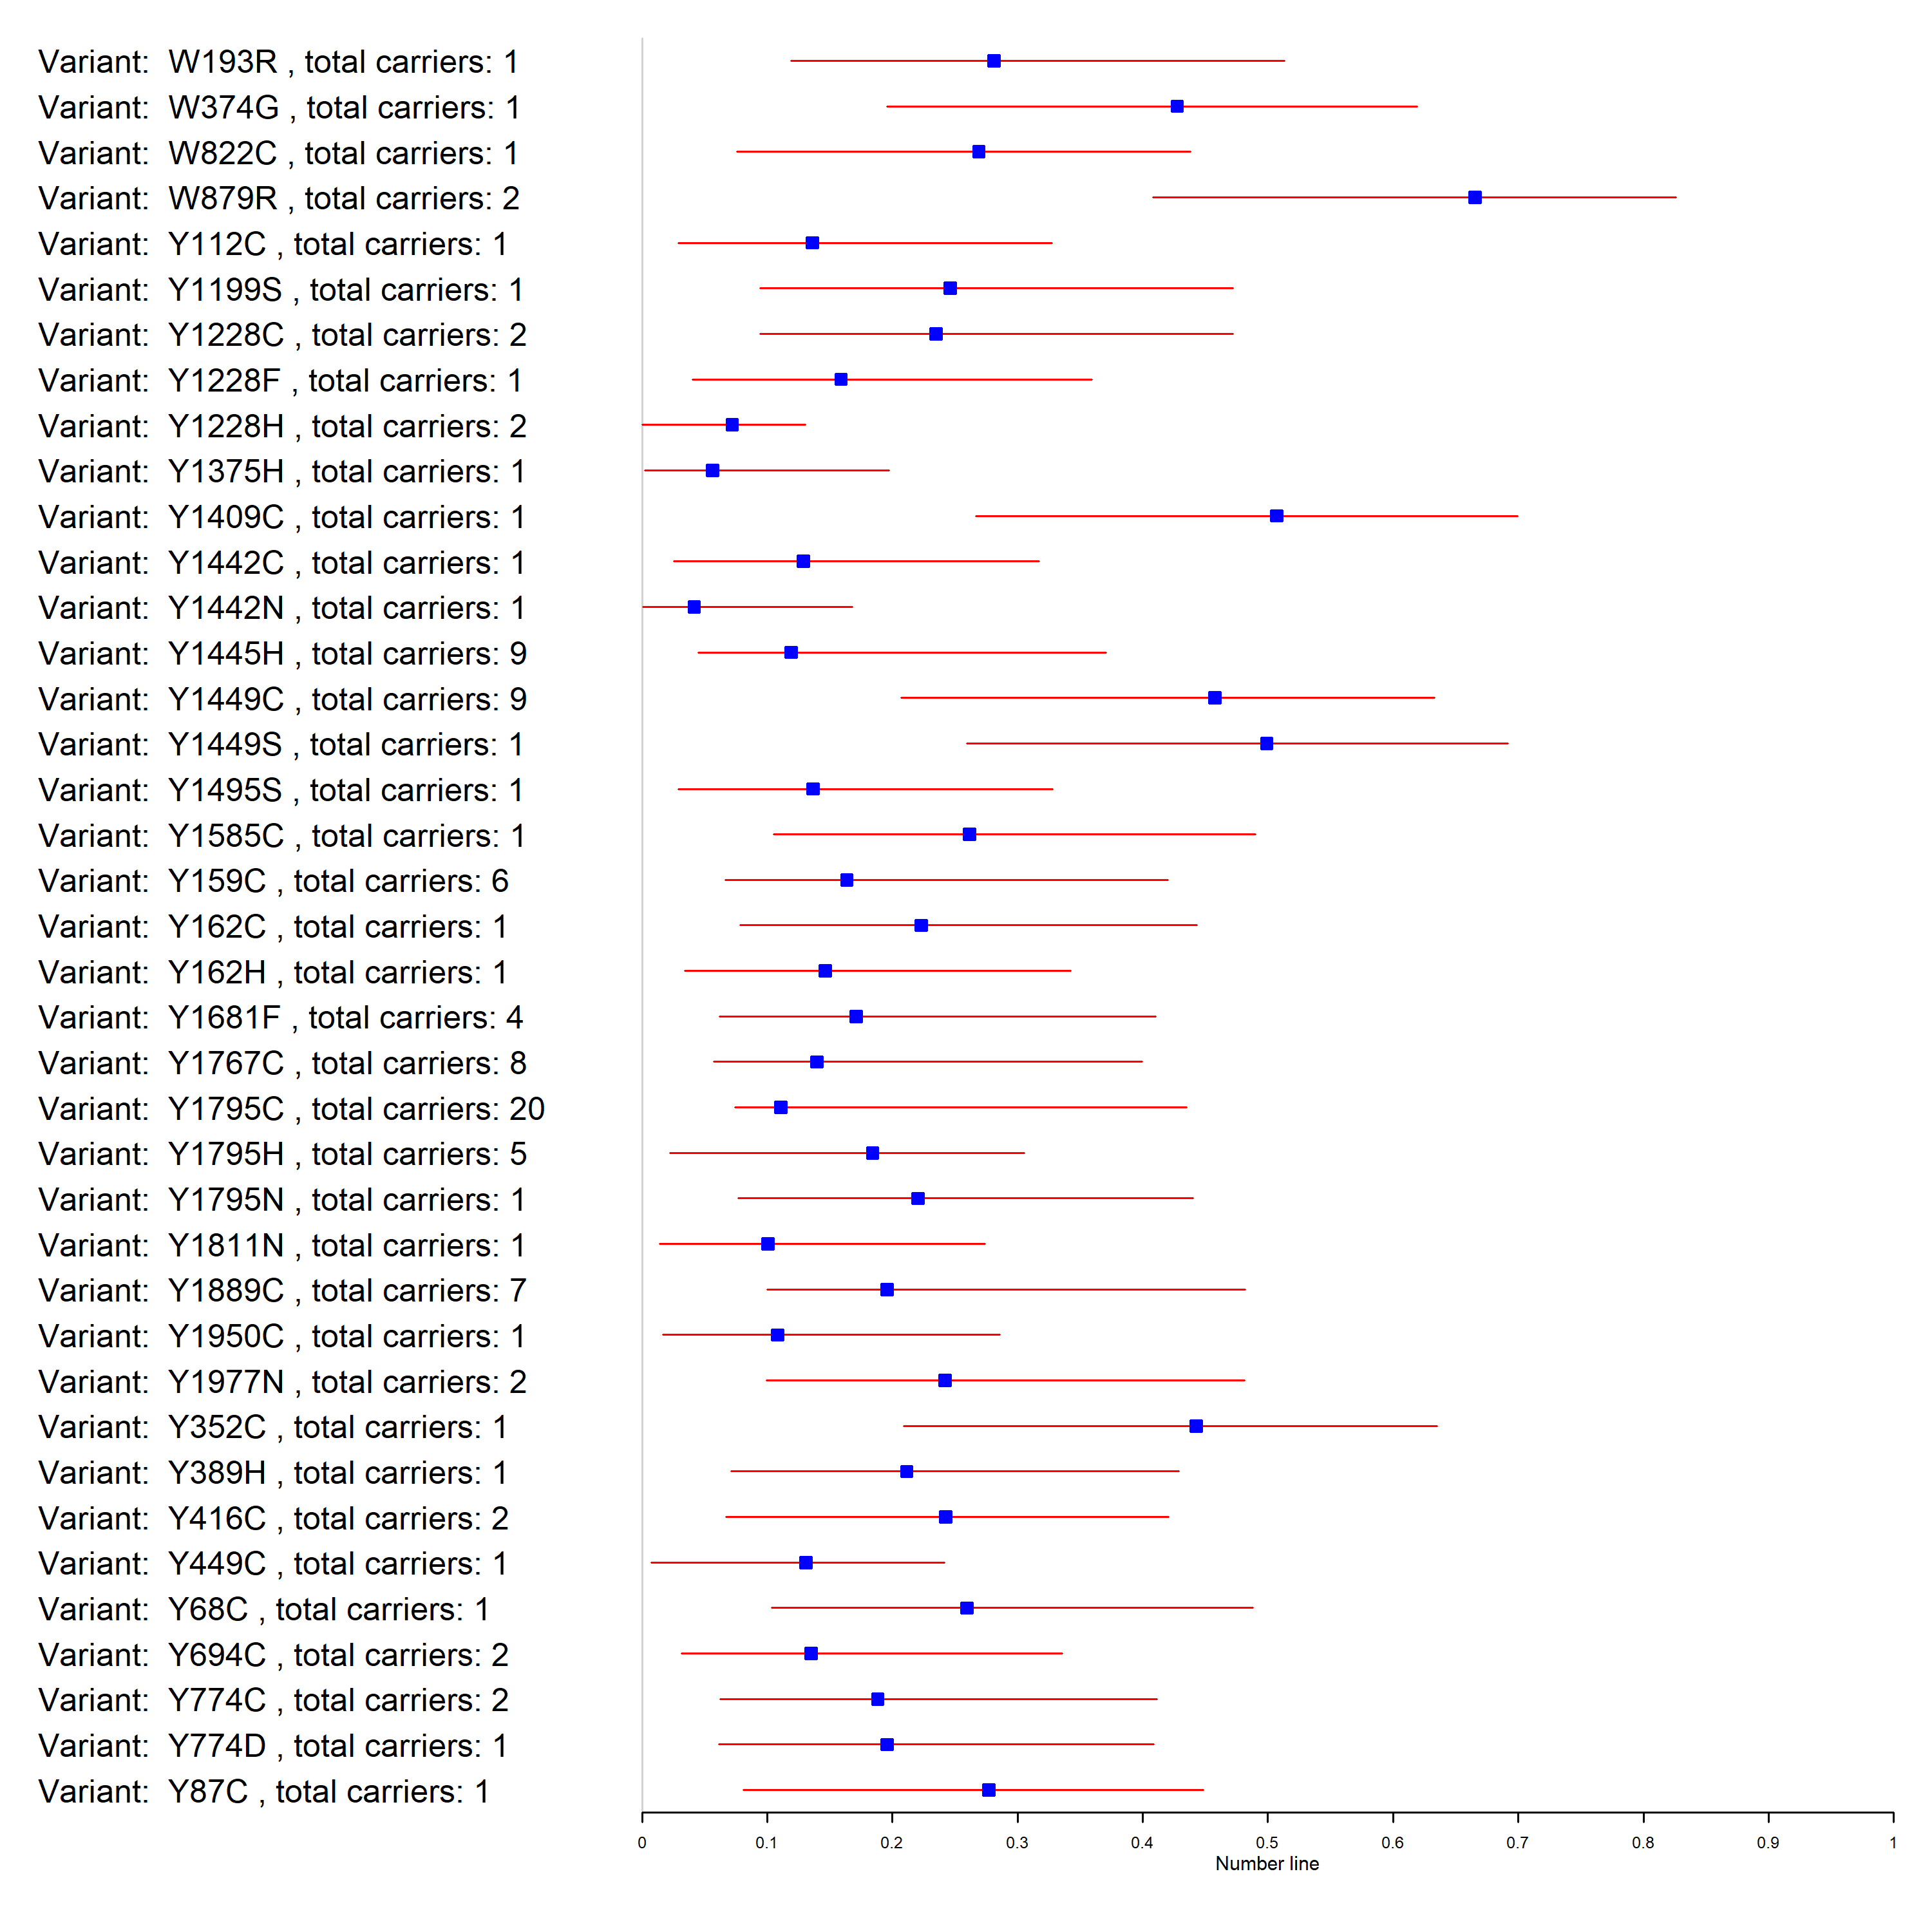 Variant: W193R , total carriers: 1
Variant: W374G , total carriers: 1
Variant: W822C , total carriers: 1
Variant: W879R , total carriers: 2
Variant: Y112C , total carriers: 1
Variant: Y1199S , total carriers: 1
Variant: Y1228C , total carriers: 2
Variant: Y1228F , total carriers: 1
Variant: Y1228H , total carriers: 2
Variant: Y1375H , total carriers: 1
Variant: Y1409C , total carriers: 1
Variant: Y1442C , total carriers: 1
Variant: Y1442N , total carriers: 1
Variant: Y1445H , total carriers: 9
Variant: Y1449C , total carriers: 9
Variant: Y1449S , total carriers: 1
Variant: Y1495S , total carriers: 1
Variant: Y1585C , total carriers: 1
Variant: Y159C , total carriers: 6
Variant: Y162C , total carriers: 1
Variant: Y162H , total carriers: 1
Variant: Y1681F , total carriers: 4
Variant: Y1767C , total carriers: 8
Variant: Y1795C , total carriers: 20
Variant: Y1795H , total carriers: 5
Variant: Y1795N , total carriers: 1
Variant: Y1811N , total carriers: 1
Variant: Y1889C , total carriers: 7
Variant: Y1950C , total carriers: 1
Variant: Y1977N , total carriers: 2
Variant: Y352C , total carriers: 1
Variant: Y389H , total carriers: 1
Variant: Y416C , total carriers: 2
Variant: Y449C , total carriers: 1
Variant: Y68C , total carriers: 1
Variant: Y694C , total carriers: 2
Variant: Y774C , total carriers: 2
Variant: Y774D , total carriers: 1
Variant: Y87C , total carriers: 1
0 0.1 0.2 0.3 0.4 0.5 0.6 0.7 0.8 0.9 1
Number line